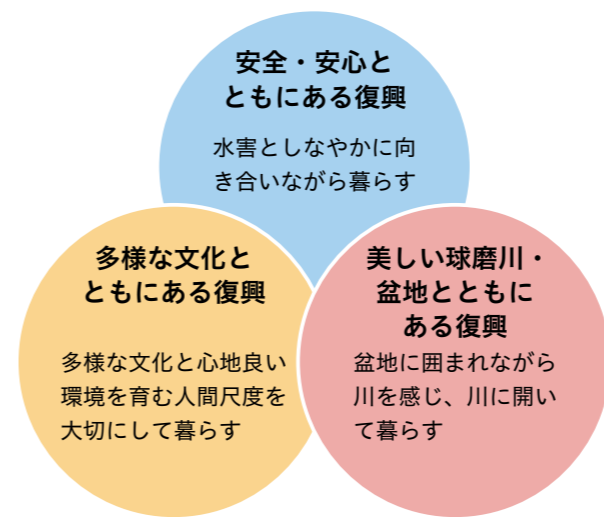 安全・安心と
ともにある復興
水害としなやかに向
き合いながら暮らす
多様な文化と
ともにある復興
多様な文化と心地良い
環境を育む人間尺度を
大切にして暮らす
美しい球磨川・
盆地とともに
ある復興
盆地に囲まれながら
川を感じ、川に開い
て暮らす